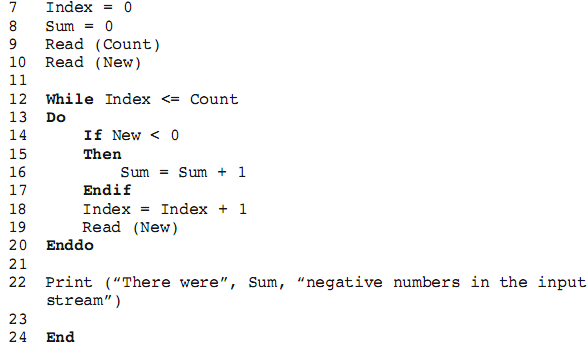 7 Index = 0
8 Sum = 0
9 Read (Count)
10 Read (New)
11
12 While Index <= Count
13 Do
14 If New < 0
15 Then
16 Sum = Sum + 1
17 Endif
18 Index = Index + 1
19 Read (New)
20 Enddo
21
22 Print (“There were”, Sum, “negative numbers in the input
stream”)
23
24 End